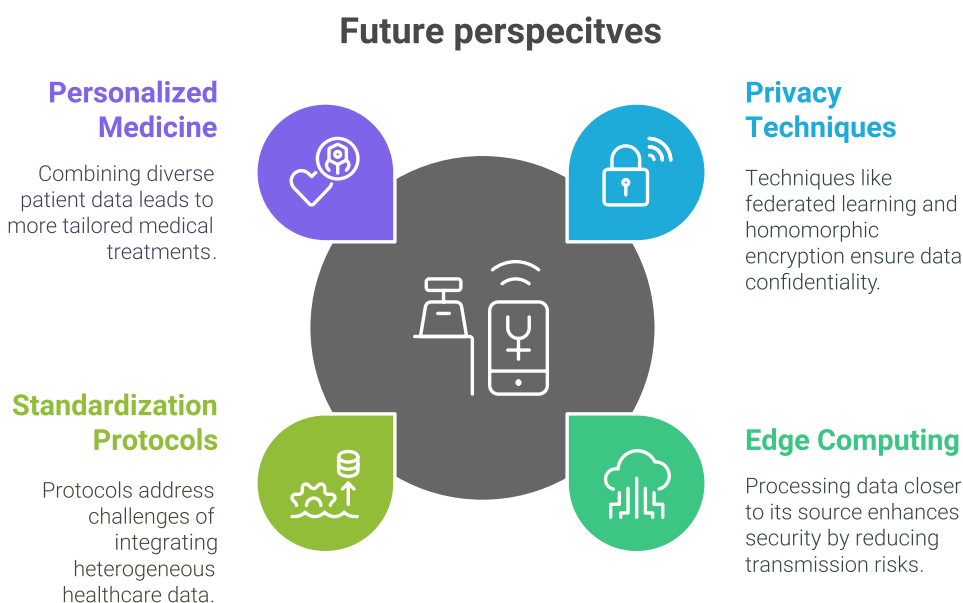 Future perspecitves
Personalized
Medicine
Combining diverse
patient data leads to
more tailored medical
treatments.
Privacy
Techniques
Techniques like
federated learning and
homomorphic
encryption ensure data
confidentiality.
Standardization
Protocols
Protocols address
challenges of
integrating
heterogeneous
healthcare data.
Edge Computing
Processing data closer
to its source enhances
security by reducing
transmission risks.